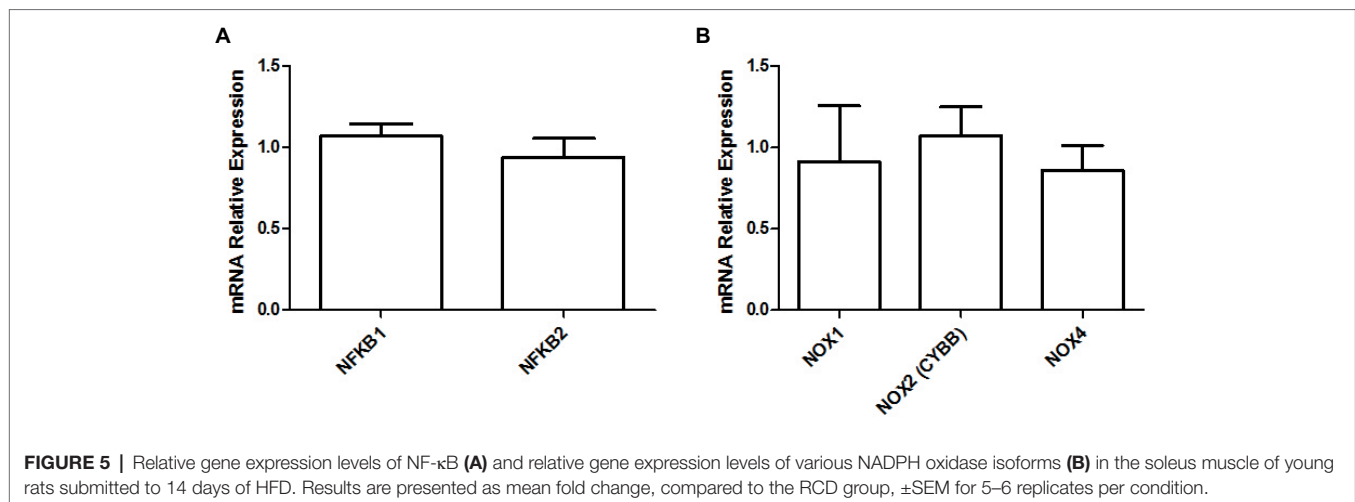 A
mRNA Relative Expression
1.5
1.0
0.5
0.0
NFKB1
NFKB2
B
mRNA Relative Expression
1.5
1.0
0.5
0.0
NOX1
NOX2 (CYBB)
NOX4
FIGURE 5 | Relative gene expression levels of NF-κB (A) and relative gene expression levels of various NADPH oxidase isoforms (B) in the soleus muscle of young
rats submitted to 14 days of HFD. Results are presented as mean fold change, compared to the RCD group, ±SEM for 5–6 replicates per condition.